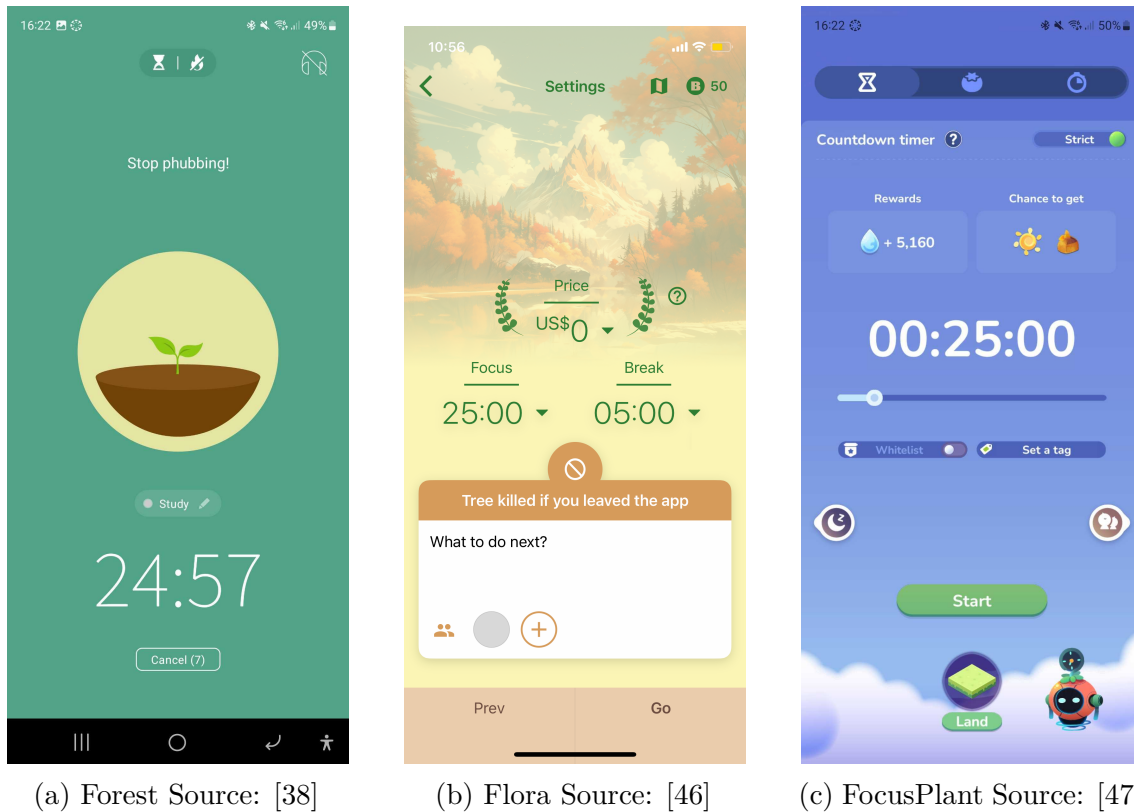 16:22 49%
Stop phubbing!
Study
24:57
Cancel (7)
(a) Forest Source: [38]
10:56
Settings
B 50
Price
US$0
Focus
Break
25:00
05:00
Tree killed if you leaved the app
What to do next?
Prev
Go
(b) Flora Source: [46]
16:22 50%
Countdown timer ?
Strict
Rewards
Chance to get
+ 5,160
00:25:00
Whitelist
Set a tag
Start
Land
(c) FocusPlant Source: [47